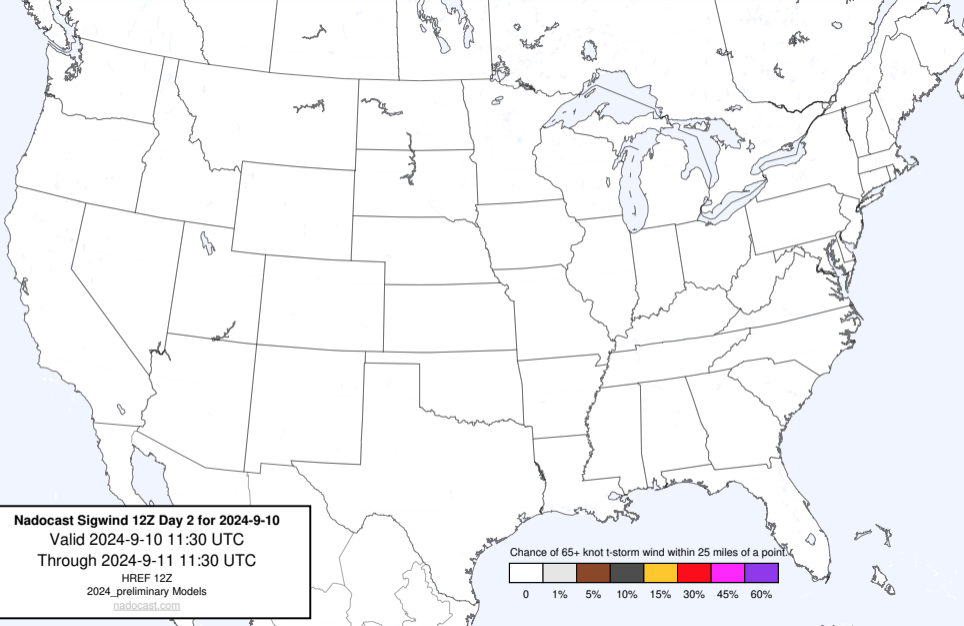 Nadocast Sigwind 12Z Day 2 for 2024-9-10
Valid 2024-9-10 11:30 UTC
Through 2024-9-11 11:30 UTC
HREF 12Z
2024_preliminary Models
nadocast.com
Chance of 65+ knot t-storm wind within 25 miles of a point.
0 1% 5% 10% 15% 30% 45% 60%